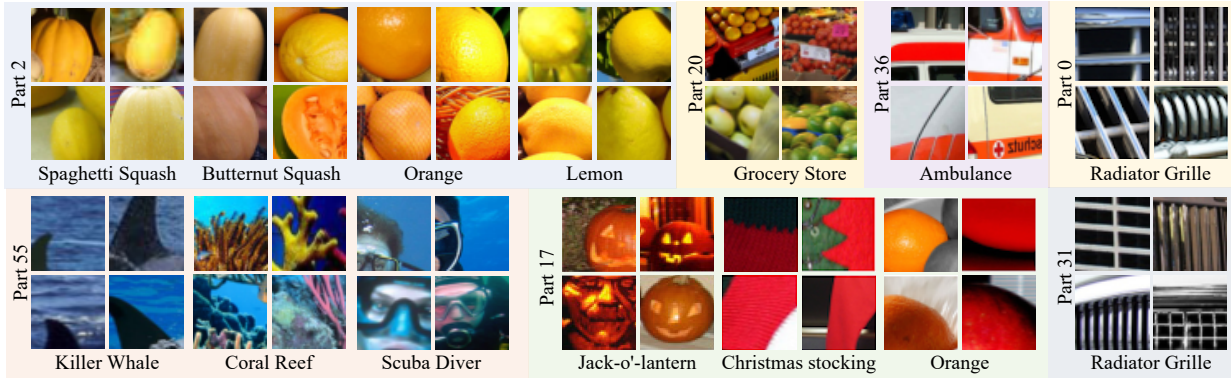 Part 2
Spaghetti Squash
Butternut Squash
Orange
Lemon
Part 20
Grocery Store
Part 36
schutz
Ambulance
Part 0
Radiator Grille
Part 55
Killer Whale
Coral Reef
Scuba Diver
Part 17
Jack-o'-lantern
Christmas stocking
Orange
Part 31
Radiator Grille